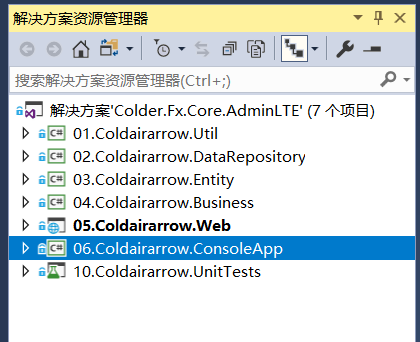 解决方案资源管理器
搜索解决方案资源管理器(Ctrl+;)
解决方案'Colder.Fx.Core.AdminLTE' (7 个项目)
01.Coldairarrow.Util
02.Coldairarrow.DataRepository
03.Coldairarrow.Entity
04.Coldairarrow.Business
05.Coldairarrow.Web
06.Coldairarrow.ConsoleApp
10.Coldairarrow.UnitTests